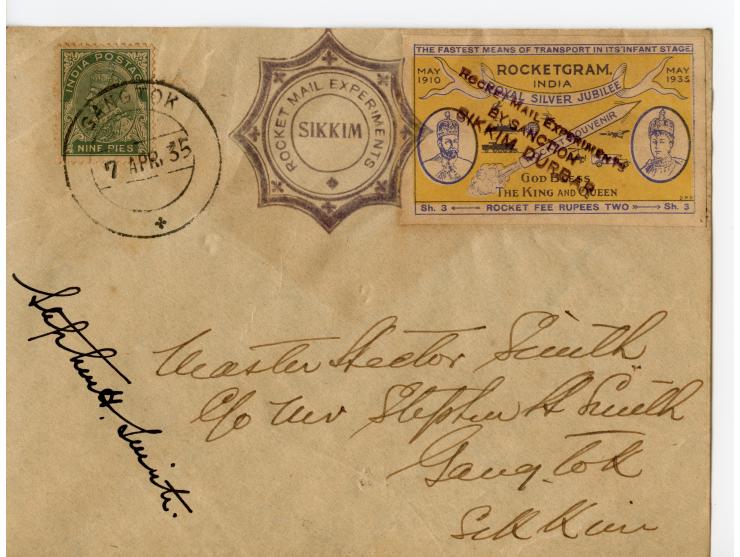 INDIA POSTAGE
NINE PIES
GANGTOK
7 APR. 35
ROCKET MAIL EXPERIMENTS
SIKKIM
THE FASTEST MEANS OF TRANSPORT IN ITS INFANT STAGE.
MAY 1910
ROCKETGRAM.
INDIA
MAY 1935
ROYAL SILVER JUBILEE
SOUVENIR
ROCKET MAIL EXPERIMENTS
BY SANCTION
SIKKIM DURBAR
GOD BLESS
THE KING AND QUEEN
Sh. 3 ROCKET FEE RUPEES TWO Sh. 3
Stephen H. Smith.
Master Hector Smith
C/o Mr Stephen H Smith
Gangtok
Sikkim